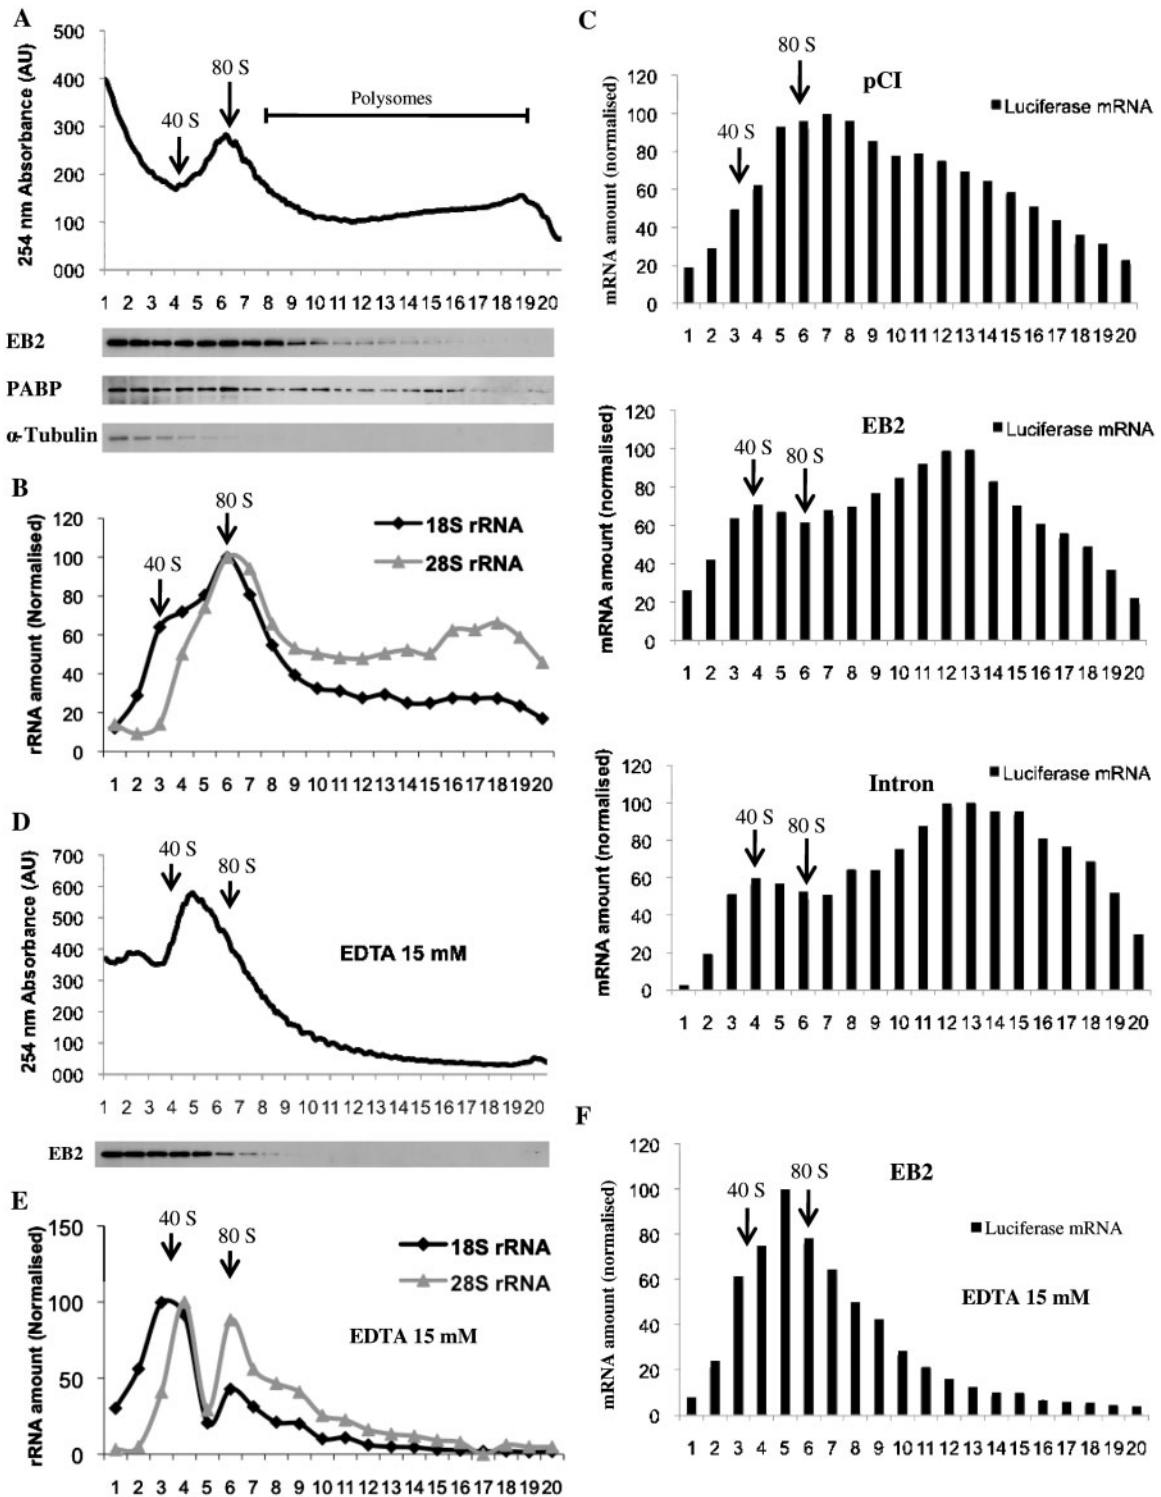 A
500
400
300
200
100
000
254 nm Absorbance (AU)
40 S
80 S
Polysomes
1 2 3 4 5 6 7 8 9 10 11 12 13 14 15 16 17 18 19 20
EB2
PABP
α-Tubulin
B
120
100
80
60
40
20
0
rRNA amount (Normalised)
40 S
80 S
18S rRNA
28S rRNA
1 2 3 4 5 6 7 8 9 10 11 12 13 14 15 16 17 18 19 20
C
pCI
120
100
80
60
40
20
0
mRNA amount (normalised)
40 S
80 S
Luciferase mRNA
1 2 3 4 5 6 7 8 9 10 11 12 13 14 15 16 17 18 19 20
EB2
120
100
80
60
40
20
0
mRNA amount (normalised)
40 S
80 S
Luciferase mRNA
1 2 3 4 5 6 7 8 9 10 11 12 13 14 15 16 17 18 19 20
Intron
120
100
80
60
40
20
0
mRNA amount (normalised)
40 S
80 S
Luciferase mRNA
1 2 3 4 5 6 7 8 9 10 11 12 13 14 15 16 17 18 19 20
D
700
600
500
400
300
200
100
000
254 nm Absorbance (AU)
40 S
80 S
EDTA 15 mM
1 2 3 4 5 6 7 8 9 10 11 12 13 14 15 16 17 18 19 20
EB2
E
150
100
50
0
rRNA amount (Normalised)
40 S
80 S
18S rRNA
28S rRNA
EDTA 15 mM
1 2 3 4 5 6 7 8 9 10 11 12 13 14 15 16 17 18 19 20
F
EB2
120
100
80
60
40
20
0
mRNA amount (normalised)
40 S
80 S
Luciferase mRNA
EDTA 15 mM
1 2 3 4 5 6 7 8 9 10 11 12 13 14 15 16 17 18 19 20